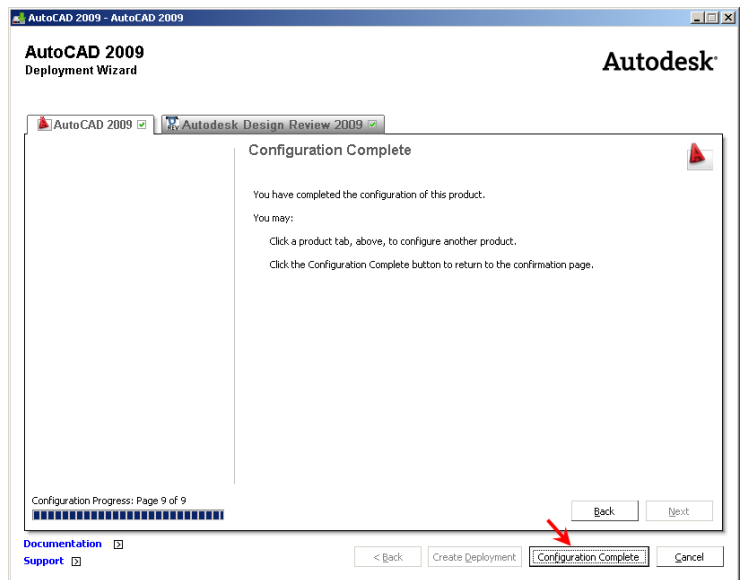 AutoCAD 2009 - AutoCAD 2009
AutoCAD 2009
Deployment Wizard
Autodesk
AutoCAD 2009
REV
Autodesk Design Review 2009
Configuration Complete
You have completed the configuration of this product.
You may:
Click a product tab, above, to configure another product.
Click the Configuration Complete button to return to the confirmation page.
Configuration Progress: Page 9 of 9
Back
Next
Documentation
Support
< Back
Create Deployment
Configuration Complete
Cancel